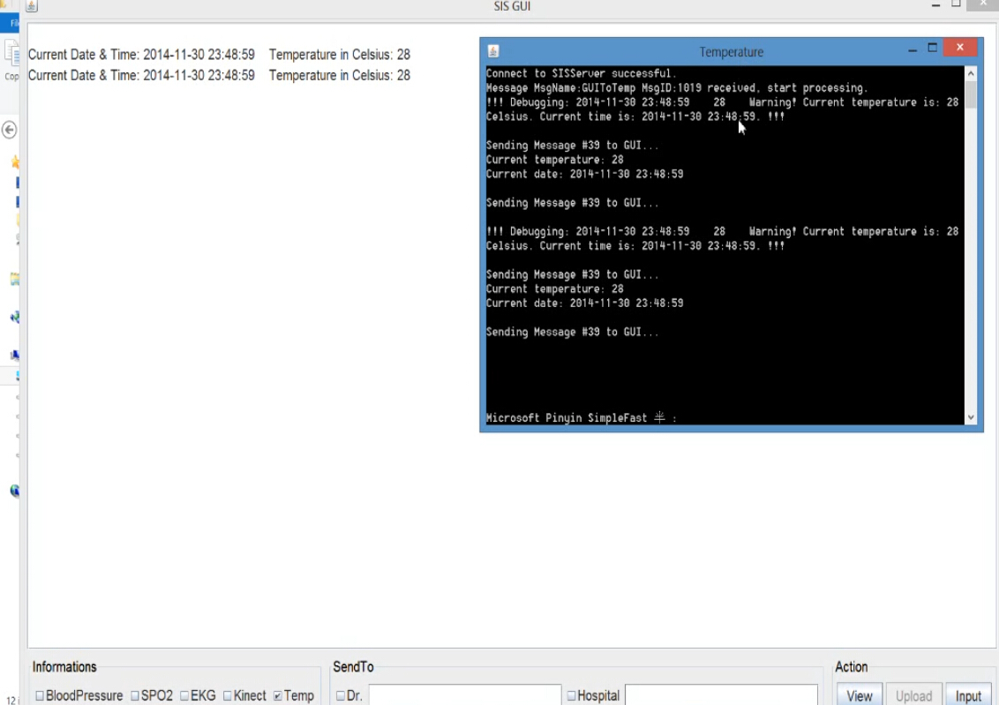 SIS GUI
Fil
Cop
Current Date & Time: 2014-11-30 23:48:59 Temperature in Celsius: 28
Current Date & Time: 2014-11-30 23:48:59 Temperature in Celsius: 28
Temperature
Connect to SISServer successful.
Message MsgName:GUIToTemp MsgID:1019 received, start processing.
!!! Debugging: 2014-11-30 23:48:59 28 Warning! Current temperature is: 28
Celsius. Current time is: 2014-11-30 23:48:59. !!!
Sending Message #39 to GUI...
Current temperature: 28
Current date: 2014-11-30 23:48:59
Sending Message #39 to GUI...
!!! Debugging: 2014-11-30 23:48:59 28 Warning! Current temperature is: 28
Celsius. Current time is: 2014-11-30 23:48:59. !!!
Sending Message #39 to GUI...
Current temperature: 28
Current date: 2014-11-30 23:48:59
Sending Message #39 to GUI...
Microsoft Pinyin SimpleFast 半 :
Informations
BloodPressure SPO2 EKG Kinect Temp
SendTo
Dr. Hospital
Action
View Upload Input
12 i